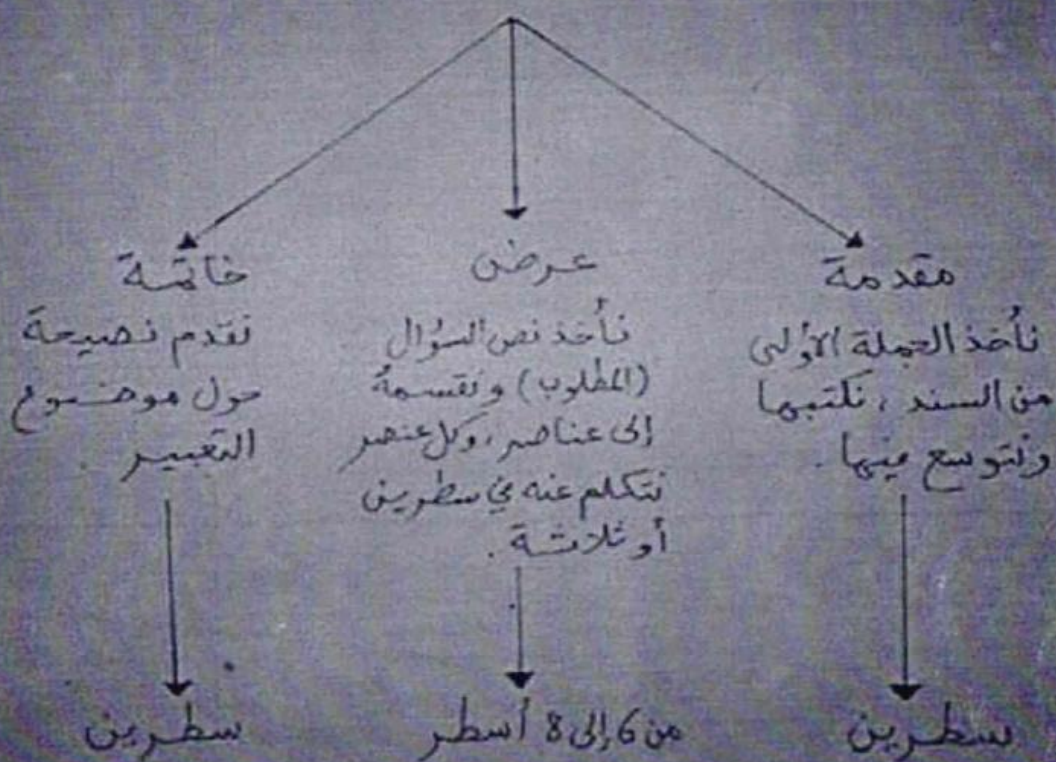 مقدمة
نأخذ الجملة الأولى
من السند ، نكتبها
ونتوسع فيها .
سطرين
عرض
نأخذ نص السؤال
(المطلوب) ونقسمهُ
إلى عناصر ، وكل عنصر
نتكلم عنه في سطرين
أو ثلاثة .
من 6 إلى 8 أسطر
خاتمة
نقدم نصيحة
حول موضوع
التعبير .
سطرين